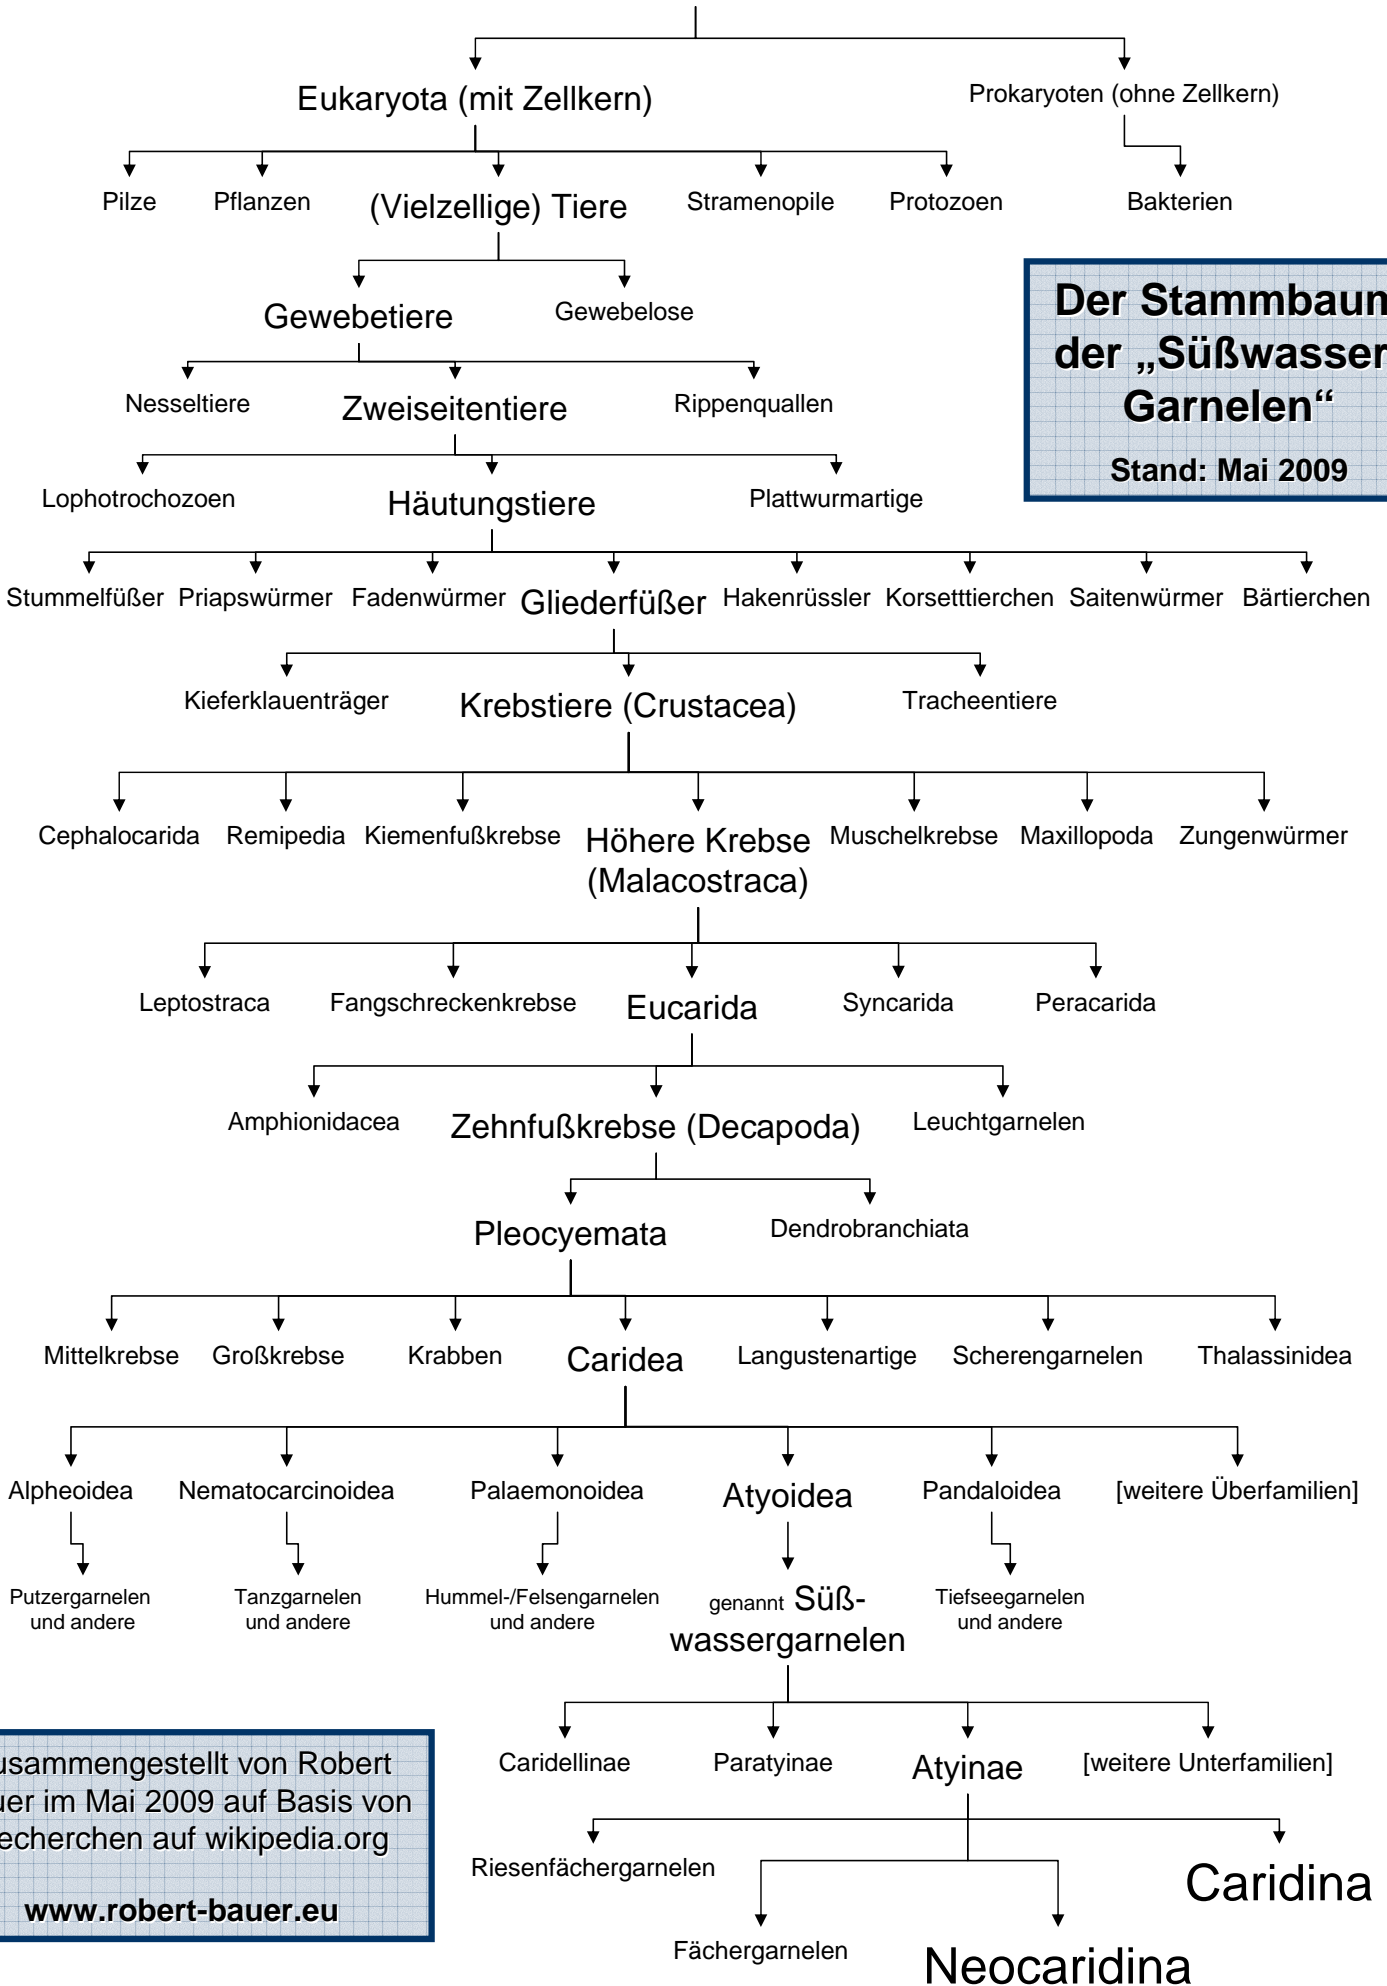 Eukaryota (mit Zellkern)
Prokaryoten (ohne Zellkern)
Pilze
Pflanzen
(Vielzellige) Tiere
Stramenopile
Protozoen
Bakterien
Gewebetiere
Gewebelose
Der Stammbaum
der „Süßwasser
Garnelen“
Stand: Mai 2009
Nesseltiere
Zweiseitentiere
Rippenquallen
Lophotrochozoen
Häutungstiere
Plattwurmartige
Stummelfüßer
Priapswürmer
Fadenwürmer
Gliederfüßer
Hakenrüssler
Korsetttierchen
Saitenwürmer
Bärtierchen
Kieferklauenträger
Krebstiere (Crustacea)
Tracheentiere
Cephalocarida
Remipedia
Kiemenfußkrebse
Höhere Krebse
(Malacostraca)
Muschelkrebse
Maxillopoda
Zungenwürmer
Leptostraca
Fangschreckenkrebse
Eucarida
Syncarida
Peracarida
Amphionidacea
Zehnfußkrebse (Decapoda)
Leuchtgarnelen
Pleocyemata
Dendrobranchiata
Mittelkrebse
Großkrebse
Krabben
Caridea
Langustenartige
Scherengarnelen
Thalassinidea
Alpheoidea
Nematocarcinoidea
Palaemonoidea
Atyoidea
Pandaloidea
[weitere Überfamilien]
Putzergarnelen
und andere
Tanzgarnelen
und andere
Hummel-/Felsengarnelen
und andere
genannt Süß-
wassergarnelen
Tiefseegarnelen
und andere
Caridellinae
Paratyinae
Atyinae
[weitere Unterfamilien]
usammengestellt von Robert
uer im Mai 2009 auf Basis von
echerchen auf wikipedia.org
www.robert-bauer.eu
Riesenfächergarnelen
Caridina
Fächergarnelen
Neocaridina